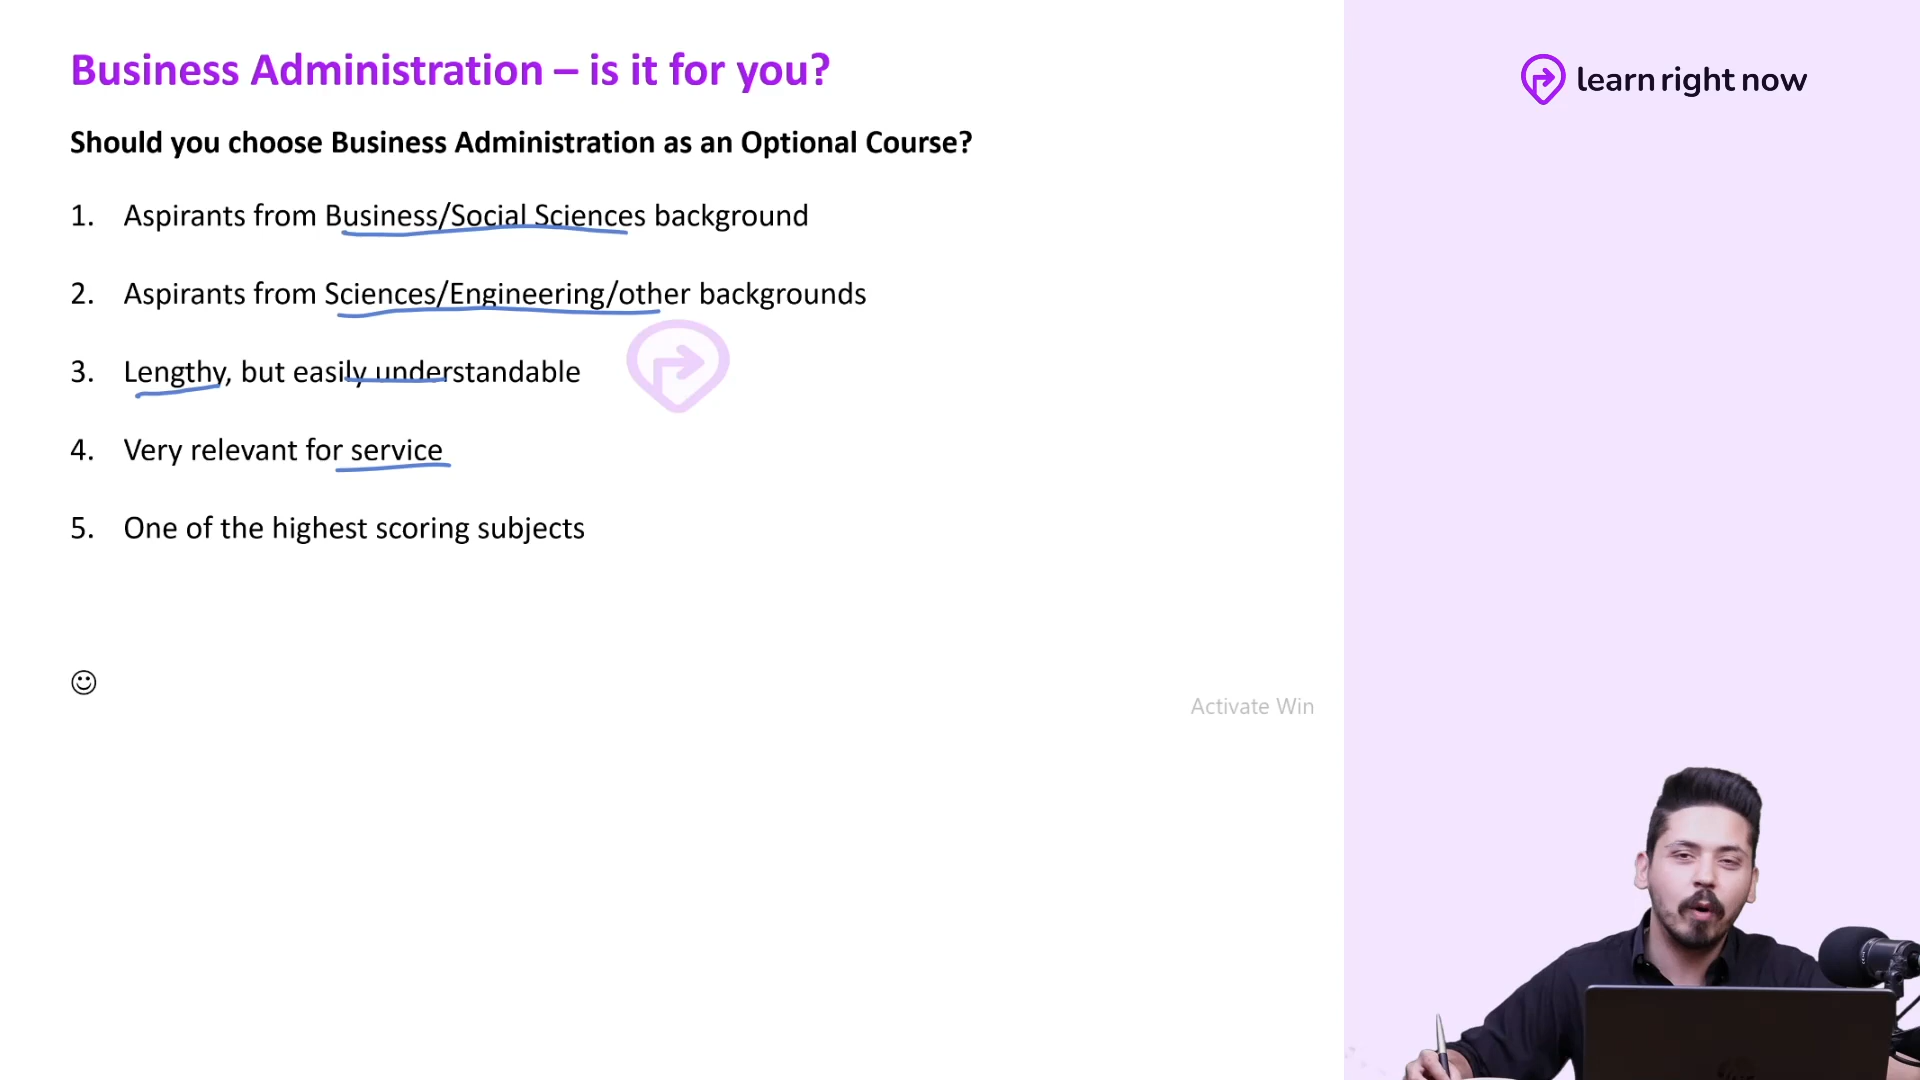 Business Administration – is it for you?
learn right now
Should you choose Business Administration as an Optional Course?
1. Aspirants from Business/Social Sciences background
2. Aspirants from Sciences/Engineering/other backgrounds
3. Lengthy, but easily understandable
4. Very relevant for service
5. One of the highest scoring subjects
☺
Activate Win